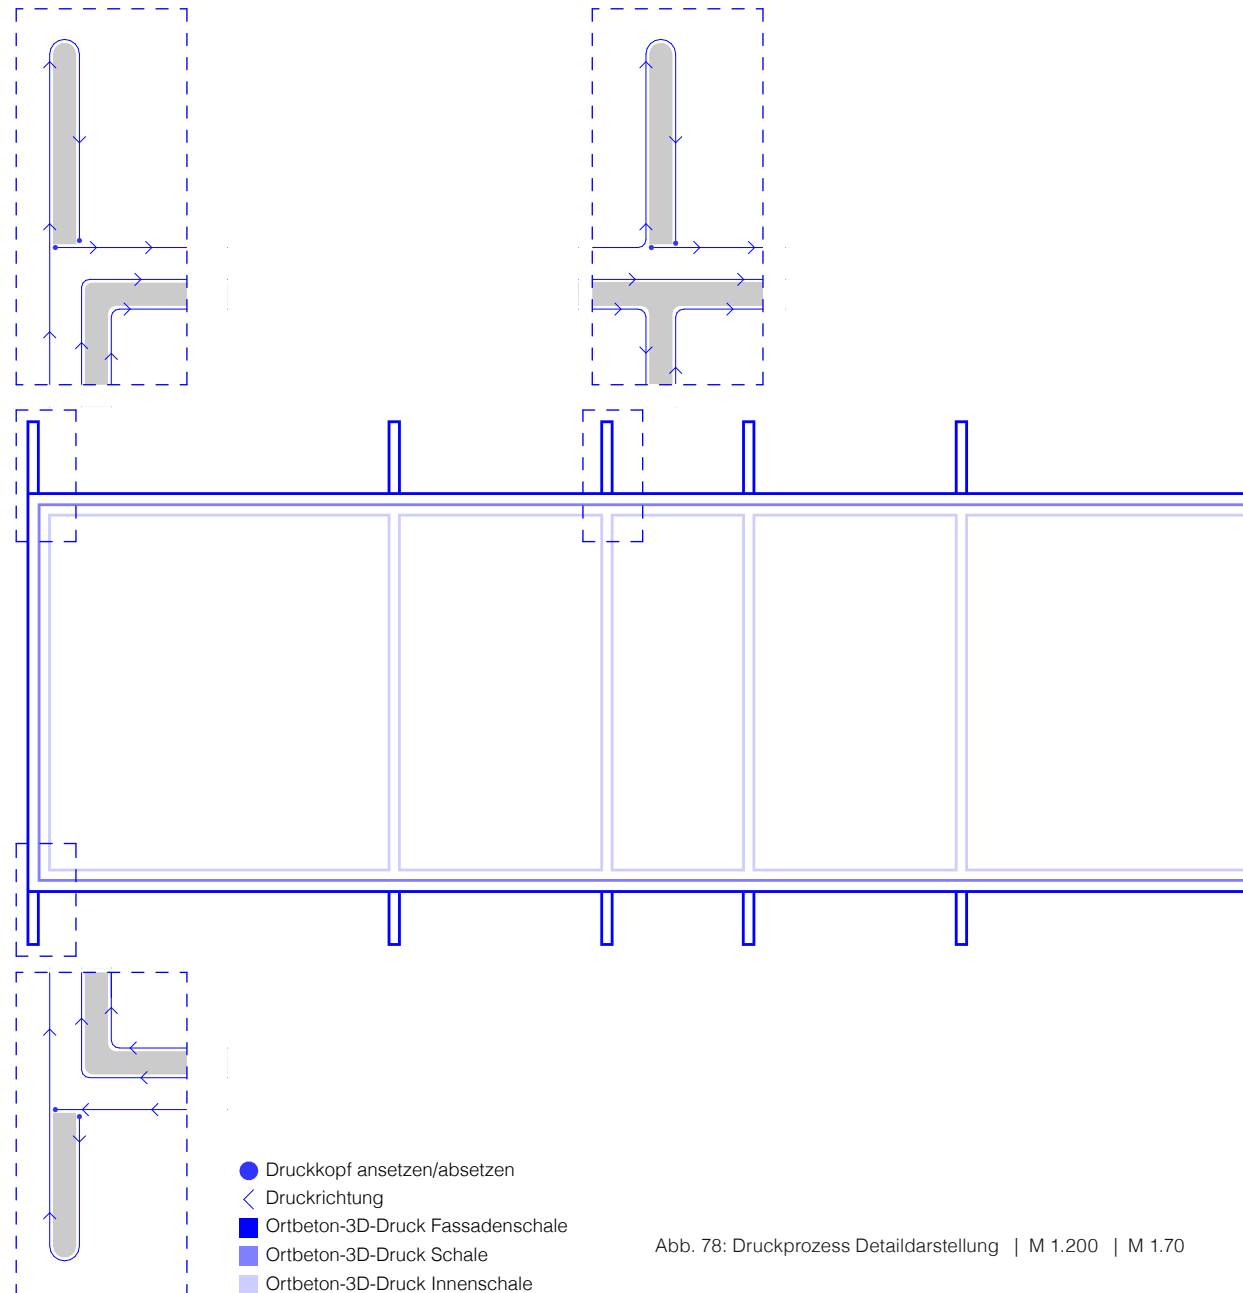 Druckkopf ansetzen/absetzen
Druckrichtung
Ortbeton-3D-Druck Fassadenschale
Ortbeton-3D-Druck Schale
Ortbeton-3D-Druck Innenschale
Abb. 78: Druckprozess Detaildarstellung | M 1.200 | M 1.70